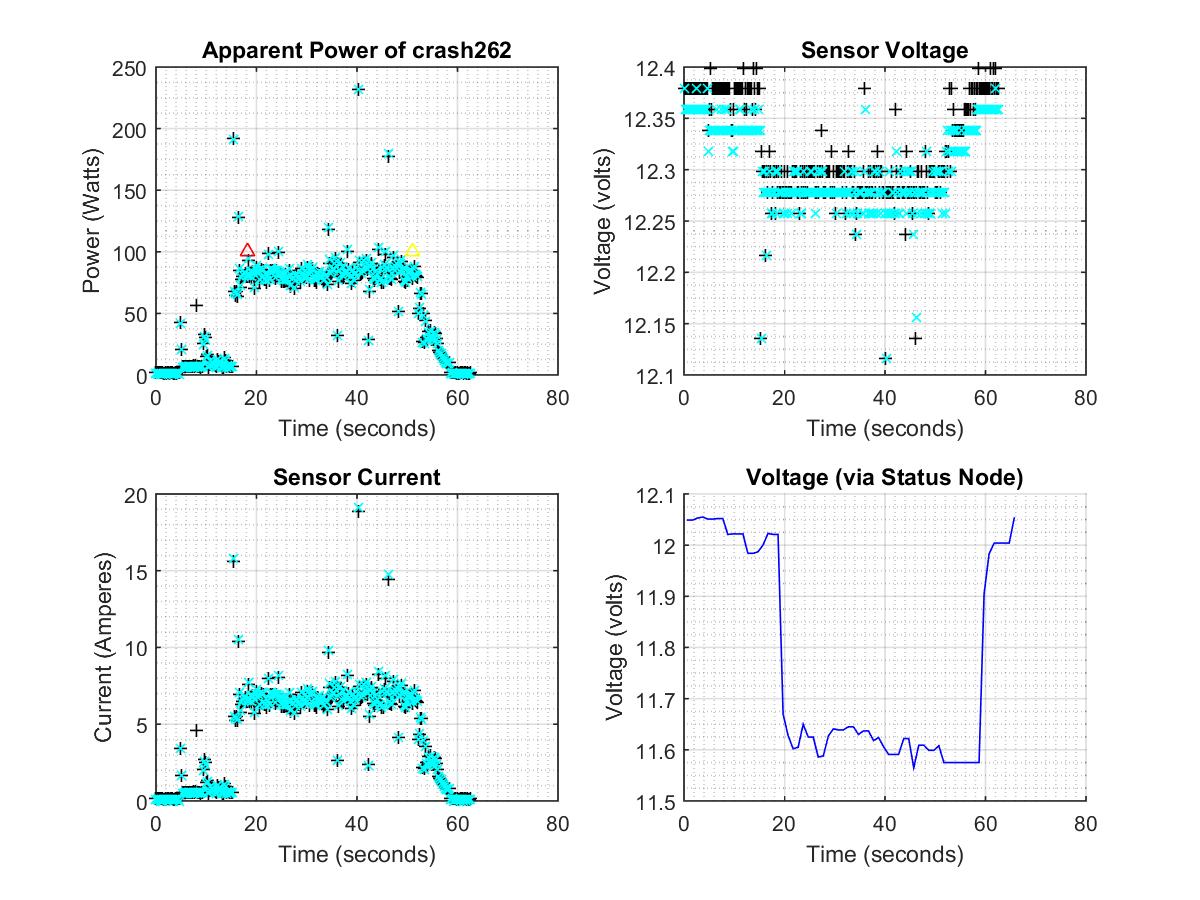 Apparent Power of crash262
250
200
150
100
50
0
Power (Watts)
0 20 40 60 80
Time (seconds)
Sensor Voltage
12.4
12.35
12.3
12.25
12.2
12.15
12.1
Voltage (volts)
0 20 40 60 80
Time (seconds)
Sensor Current
20
15
10
5
0
Current (Amperes)
0 20 40 60 80
Time (seconds)
Voltage (via Status Node)
12.1
12
11.9
11.8
11.7
11.6
11.5
Voltage (volts)
0 20 40 60 80
Time (seconds)